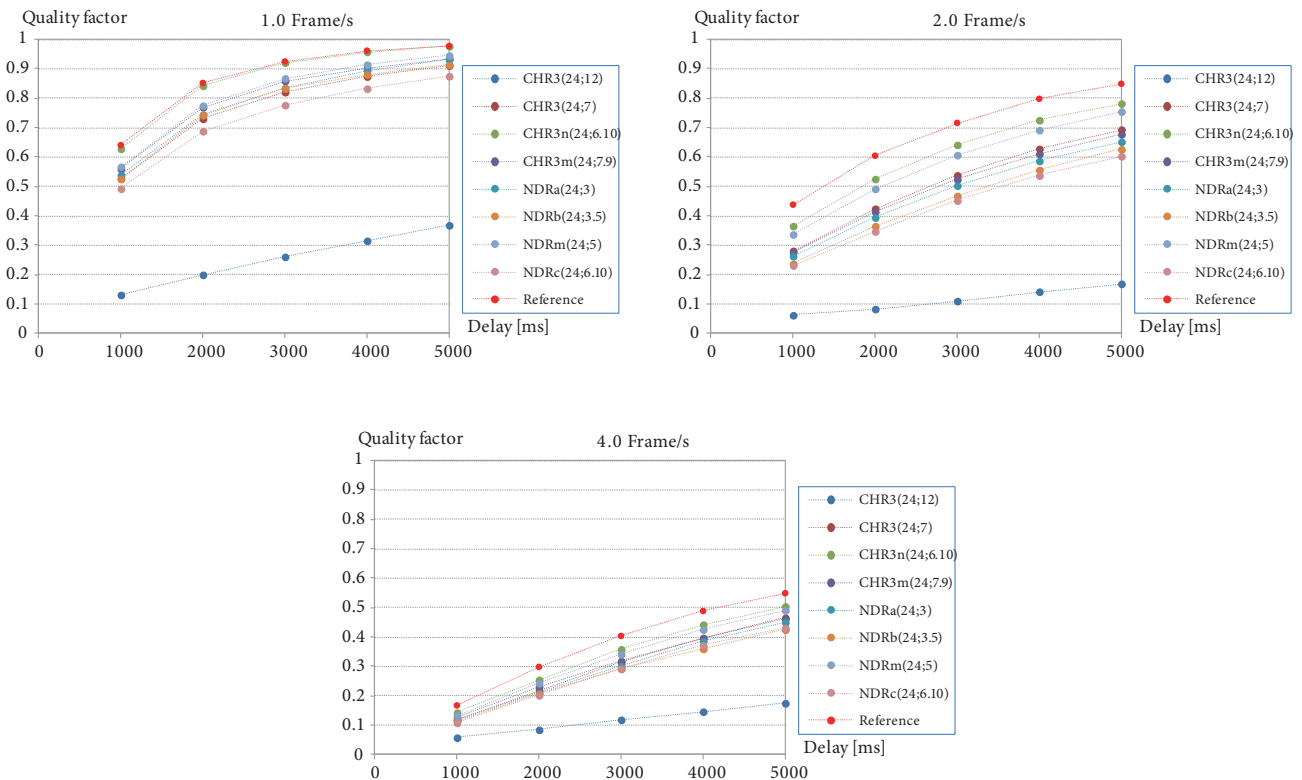 Quality factor
1.0 Frame/s
1
0.9
0.8
0.7
0.6
0.5
0.4
0.3
0.2
0.1
0
0
1000
2000
3000
4000
5000
Delay [ms]
CHR3(24;12)
CHR3(24;7)
CHR3n(24;6.10)
CHR3m(24;7.9)
NDRa(24;3)
NDRb(24;3.5)
NDRm(24;5)
NDRc(24;6.10)
Reference
Quality factor
2.0 Frame/s
1
0.9
0.8
0.7
0.6
0.5
0.4
0.3
0.2
0.1
0
0
1000
2000
3000
4000
5000
Delay [ms]
CHR3(24;12)
CHR3(24;7)
CHR3n(24;6.10)
CHR3m(24;7.9)
NDRa(24;3)
NDRb(24;3.5)
NDRm(24;5)
NDRc(24;6.10)
Reference
Quality factor
4.0 Frame/s
1
0.9
0.8
0.7
0.6
0.5
0.4
0.3
0.2
0.1
0
0
1000
2000
3000
4000
5000
Delay [ms]
CHR3(24;12)
CHR3(24;7)
CHR3n(24;6.10)
CHR3m(24;7.9)
NDRa(24;3)
NDRb(24;3.5)
NDRm(24;5)
NDRc(24;6.10)
Reference